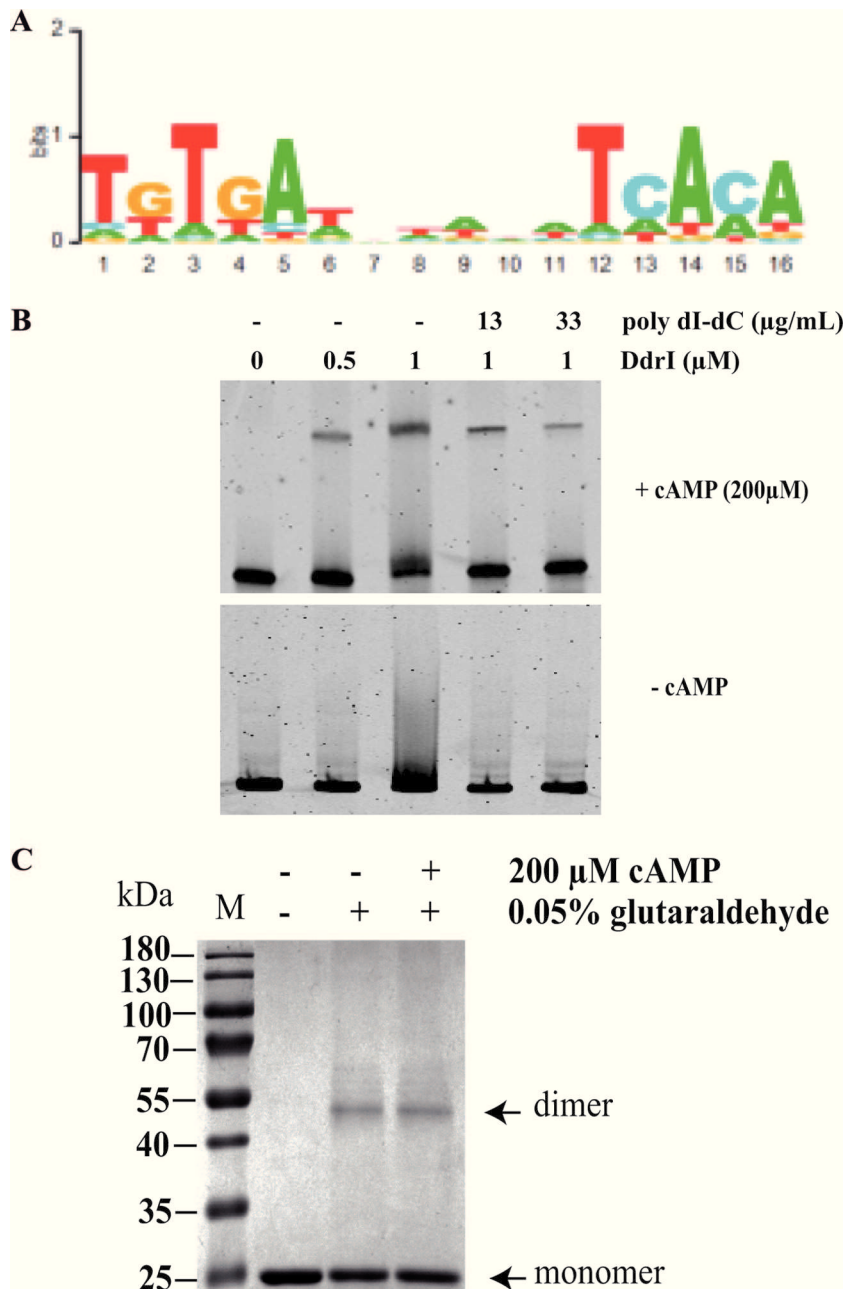 A
2
1
0
bits
TGTGAT TCACA
1 2 3 4 5 6 7 8 9 10 11 12 13 14 15 16
B
- - - 13 33 poly dI-dC (µg/mL)
0 0.5 1 1 1 DdrI (µM)
+ cAMP (200µM)
- cAMP
C
- - + 200 µM cAMP
kDa M - + + 0.05% glutaraldehyde
180
130
100
70
55
dimer
40
35
25
monomer